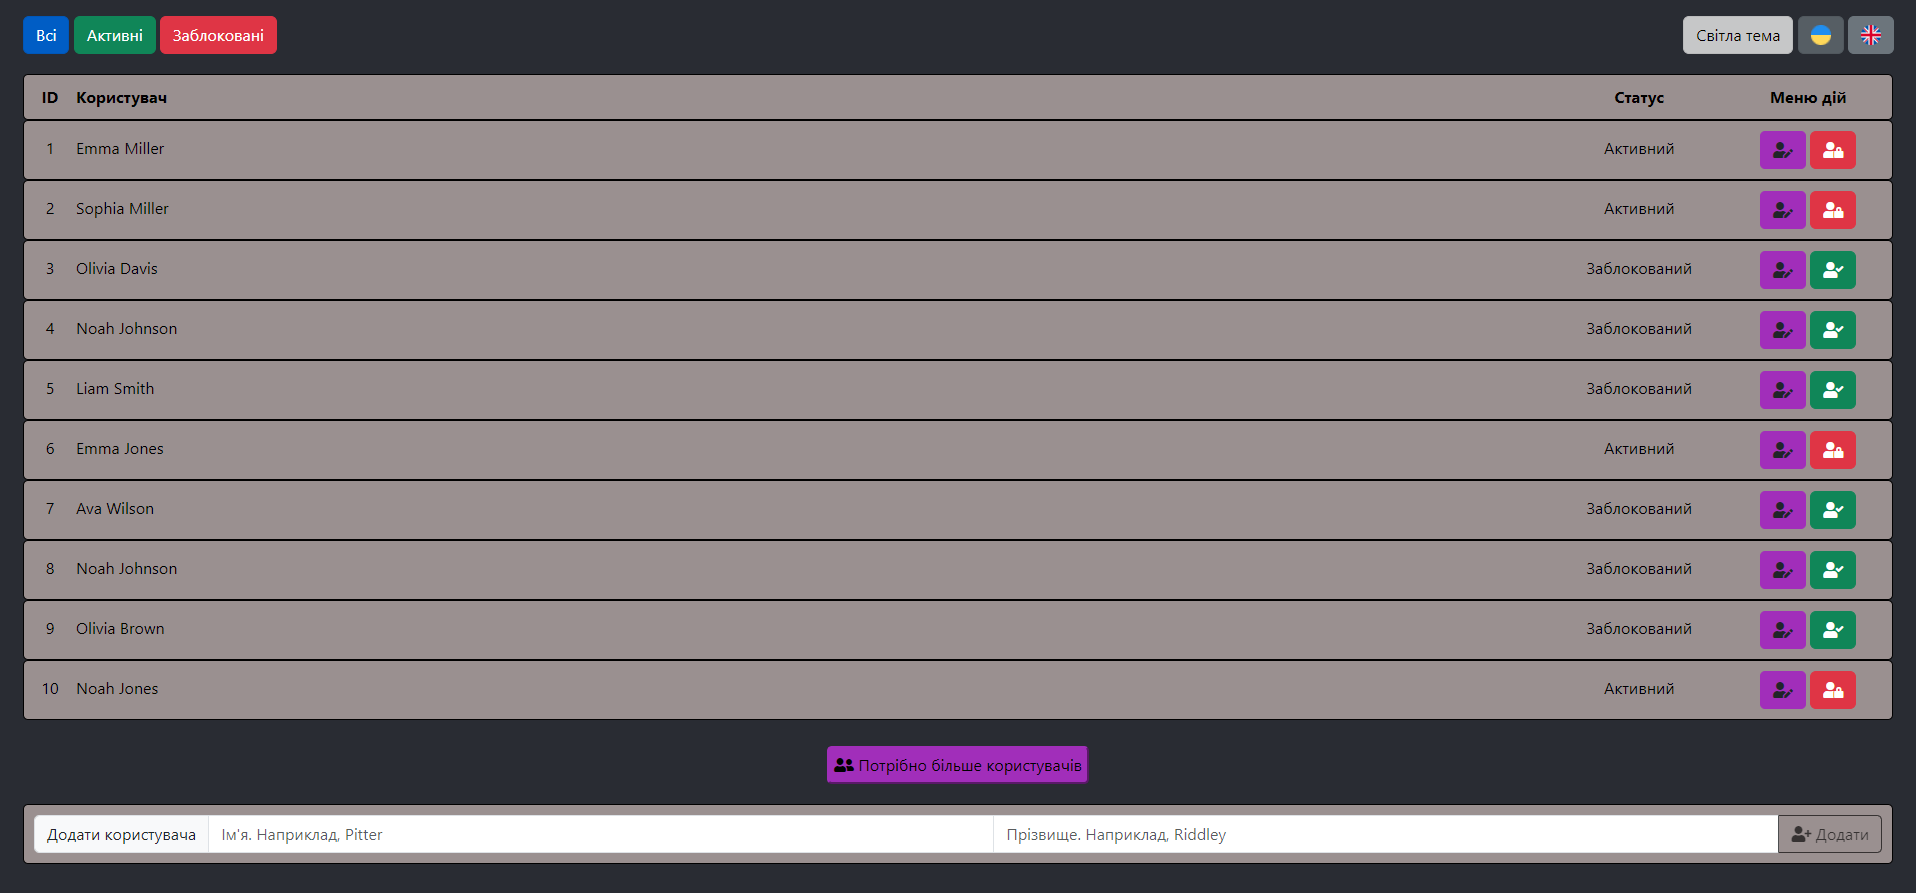 Всі Активні Заблоковані Світла тема
ID Користувач Статус Меню дій
1 Emma Miller Активний
2 Sophia Miller Активний
3 Olivia Davis Заблокований
4 Noah Johnson Заблокований
5 Liam Smith Заблокований
6 Emma Jones Активний
7 Ava Wilson Заблокований
8 Noah Johnson Заблокований
9 Olivia Brown Заблокований
10 Noah Jones Активний
Потрібно більше користувачів
Додати користувача Ім'я. Наприклад, Pitter Прізвище. Наприклад, Riddley Додати